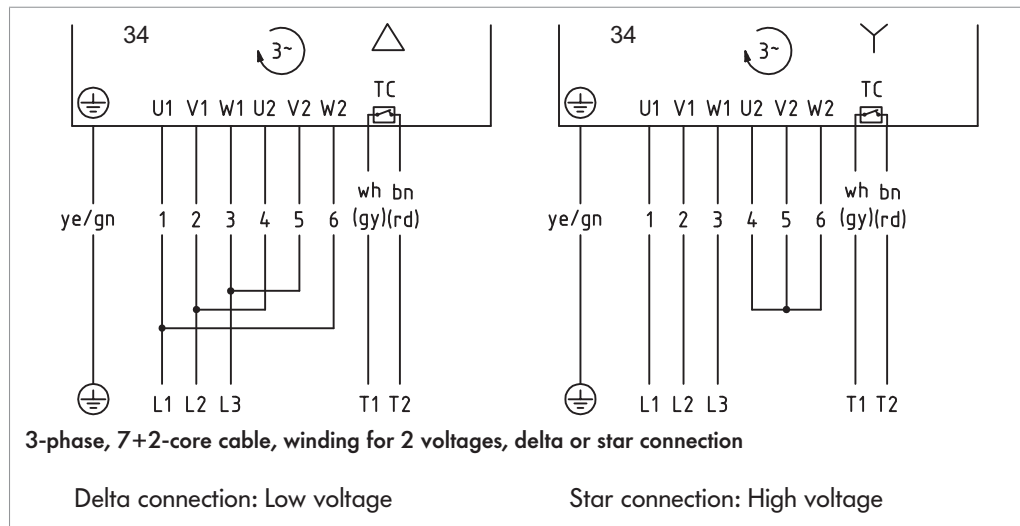 34 3~ 34 3~
TC TC
U1 V1 W1 U2 V2 W2 U1 V1 W1 U2 V2 W2
wh bn wh bn
ye/gn 1 2 3 4 5 6 (gy)(rd) ye/gn 1 2 3 4 5 6 (gy)(rd)
L1 L2 L3 T1 T2 L1 L2 L3 T1 T2
3-phase, 7+2-core cable, winding for 2 voltages, delta or star connection
Delta connection: Low voltage Star connection: High voltage